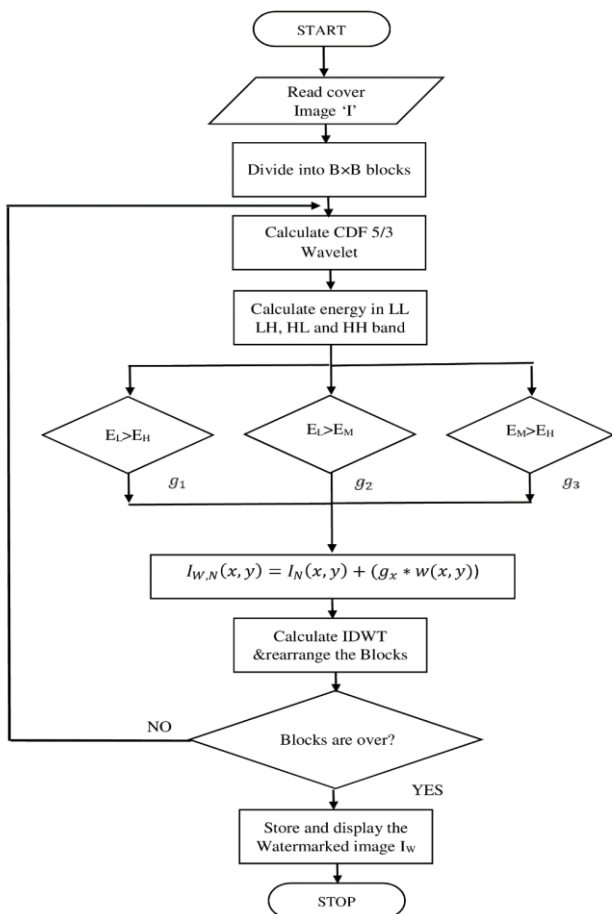 START
Read cover
Image ‘I’
Divide into B×B blocks
Calculate CDF 5/3
Wavelet
Calculate energy in LL
LH, HL and HH band
E_L>E_H
E_L>E_M
E_M>E_H
g_1
g_2
g_3
I_{W,N}(x, y) = I_N(x, y) + (g_x * w(x, y))
Calculate IDWT
&rearrange the Blocks
NO
Blocks are over?
YES
Store and display the
Watermarked image I_W
STOP